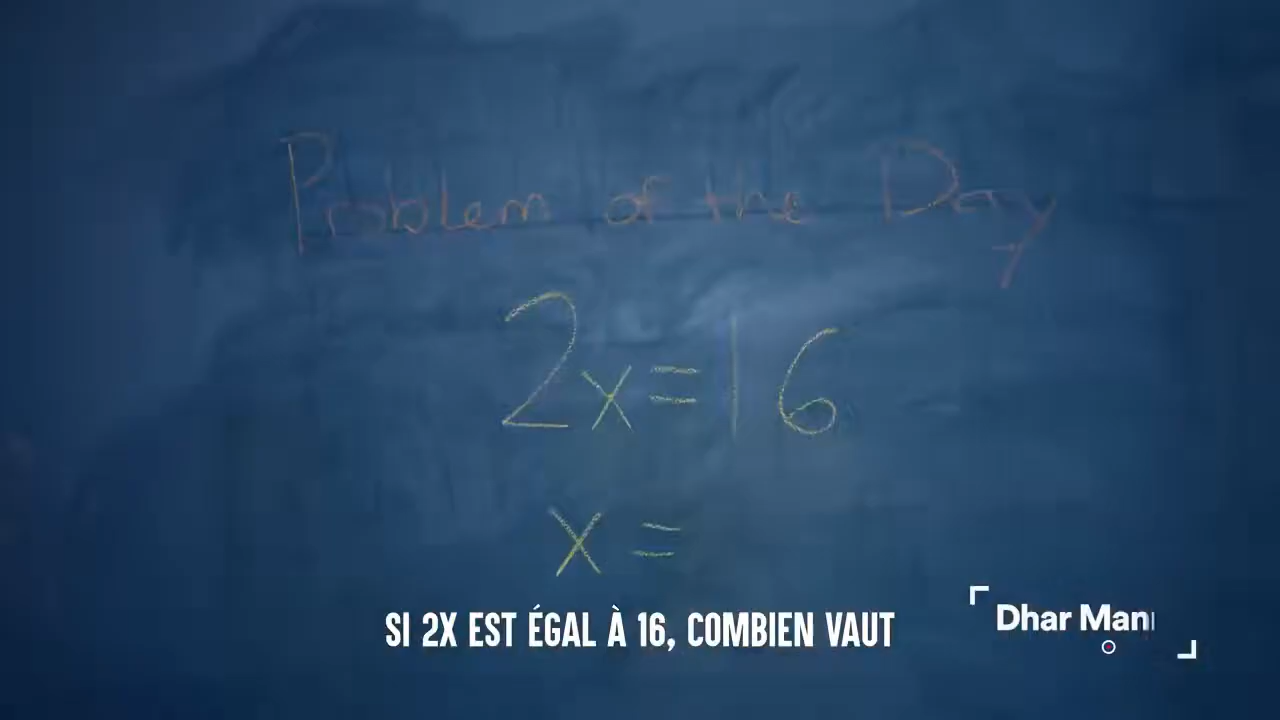 Problem of the Day
2x=16
x=
SI 2X EST ÉGAL À 16, COMBIEN VAUT
Dhar Man